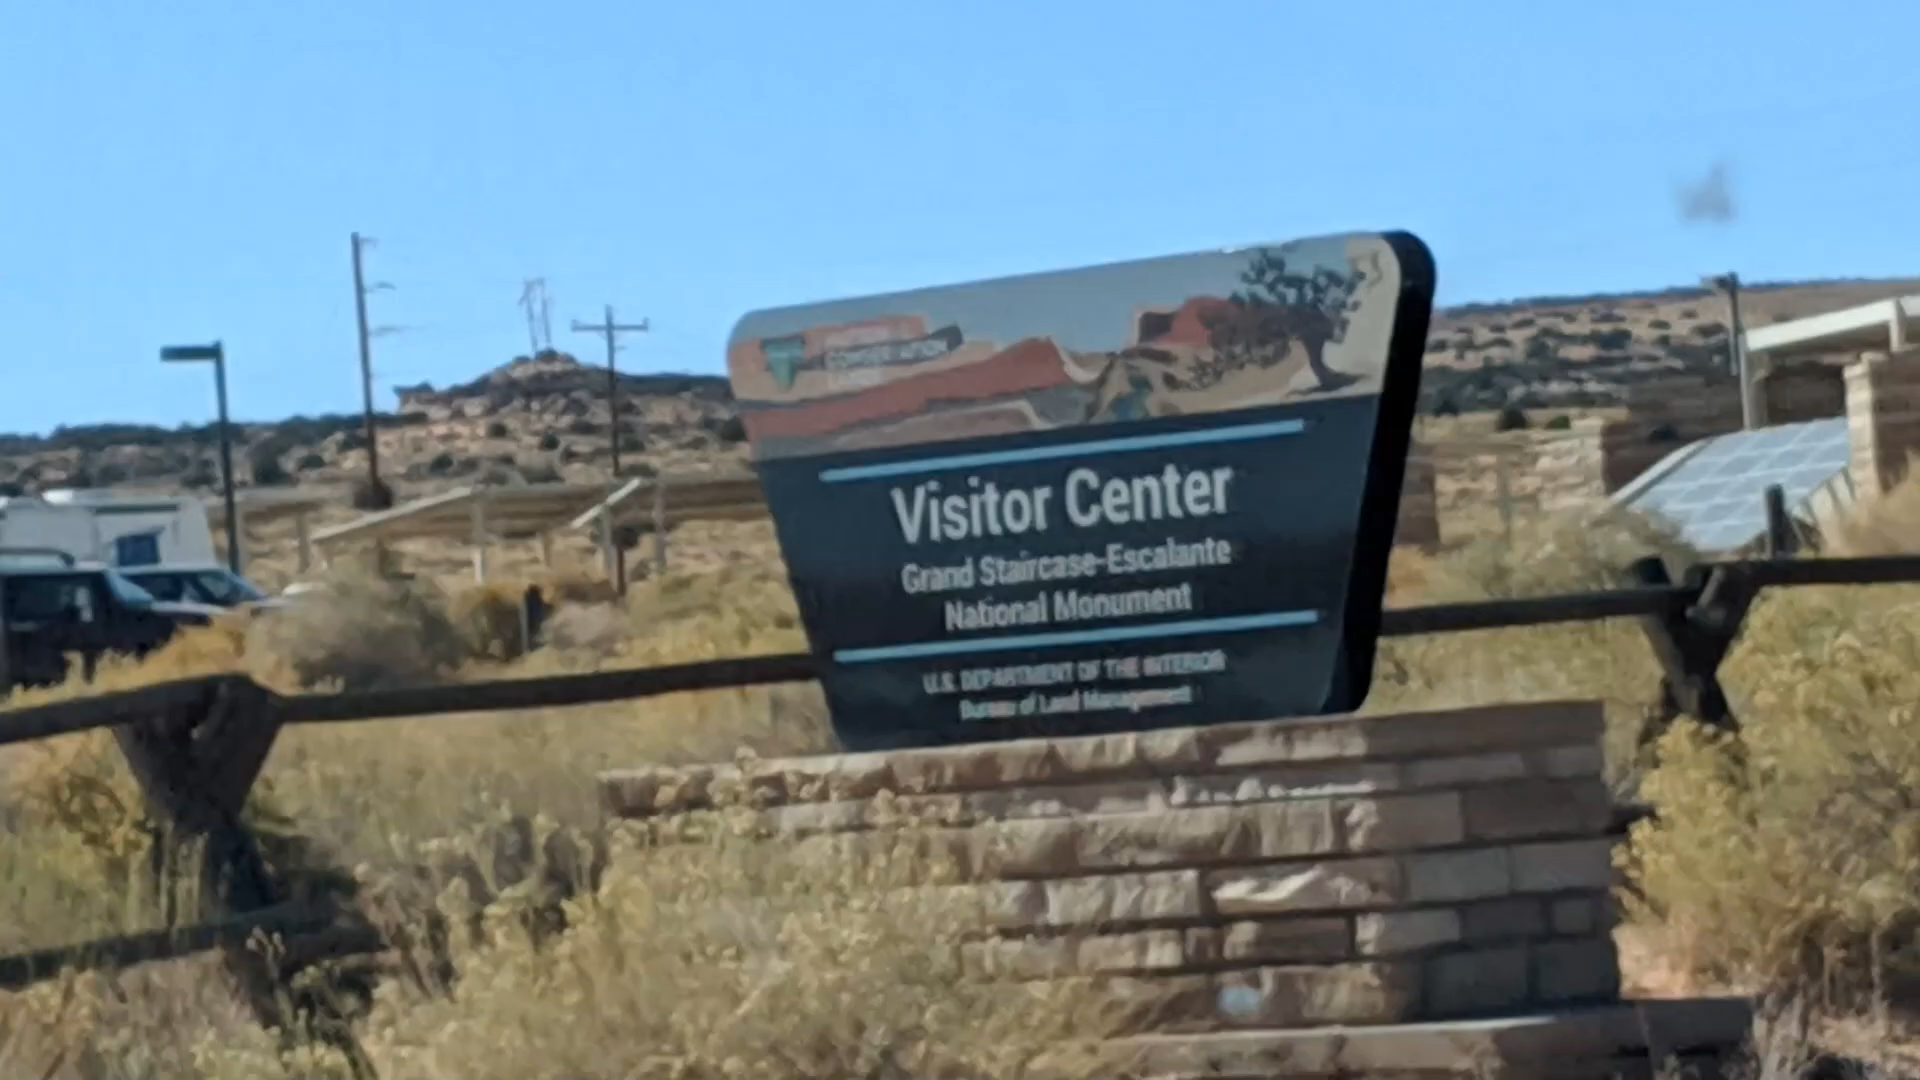 Visitor Center
Grand Staircase-Escalante
National Monument
U.S. DEPARTMENT OF THE INTERIOR
Bureau of Land Management